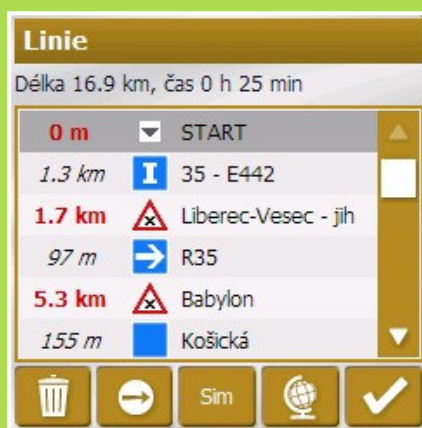 Linie
Délka 16.9 km, čas 0 h 25 min
0 m START
1.3 km 35 - E442
1.7 km Liberec-Vesec - jih
97 m R35
5.3 km Babylon
155 m Košická
Sim